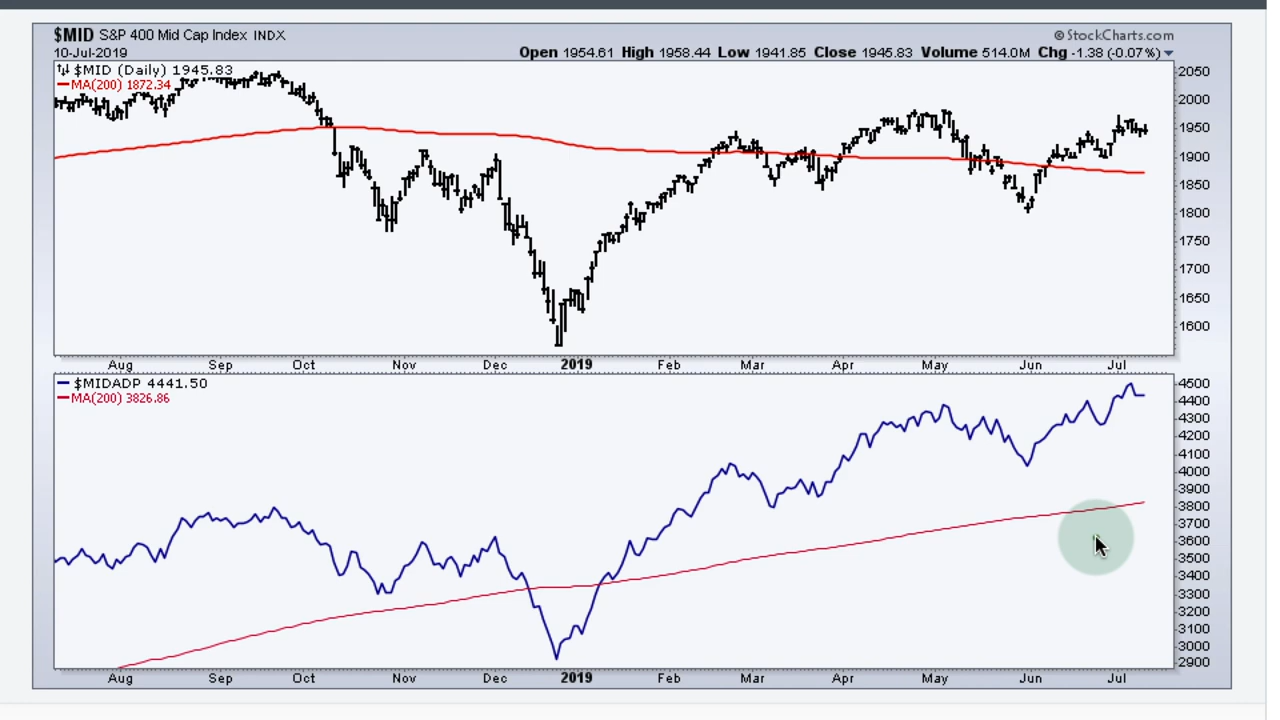 $MID S&P 400 Mid Cap Index INDX
© StockCharts.com
10-Jul-2019
Open 1954.61 High 1958.44 Low 1941.85 Close 1945.83 Volume 514.0M Chg -1.38 (-0.07%)
$MID (Daily) 1945.83
MA(200) 1872.34
2050
2000
1950
1900
1850
1800
1750
1700
1650
1600
Aug Sep Oct Nov Dec 2019 Feb Mar Apr May Jun Jul
$MIDADP 4441.50
MA(200) 3826.86
4500
4400
4300
4200
4100
4000
3900
3800
3700
3600
3500
3400
3300
3200
3100
3000
2900
Aug Sep Oct Nov Dec 2019 Feb Mar Apr May Jun Jul